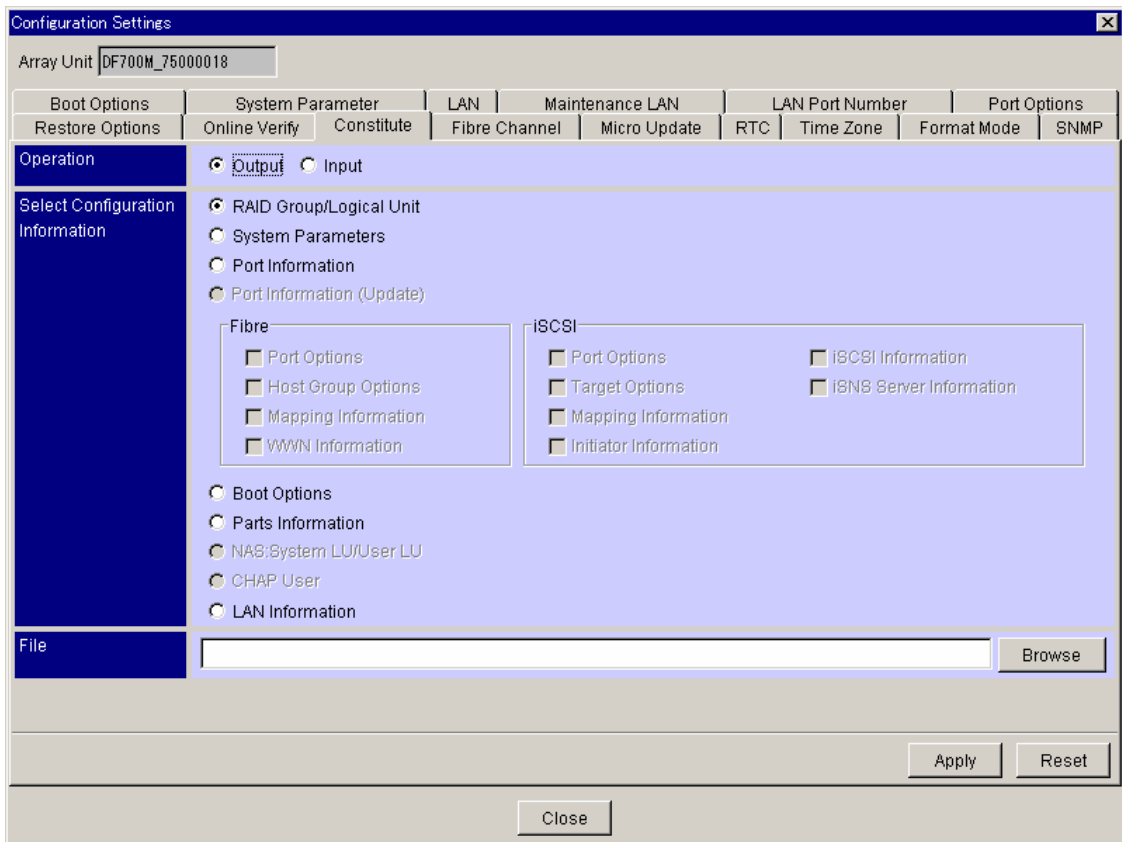 Configuration Settings
Array Unit DF700M_75000018
Boot Options System Parameter LAN Maintenance LAN LAN Port Number Port Options
Restore Options Online Verify Constitute Fibre Channel Micro Update RTC Time Zone Format Mode SNMP
Operation Output Input
Select Configuration Information
RAID Group/Logical Unit
System Parameters
Port Information
Port Information (Update)
Fibre
Port Options
Host Group Options
Mapping Information
WWN Information
iSCSI
Port Options iSCSI Information
Target Options iSNS Server Information
Mapping Information
Initiator Information
Boot Options
Parts Information
NAS:System LU/User LU
CHAP User
LAN Information
File Browse
Apply Reset
Close